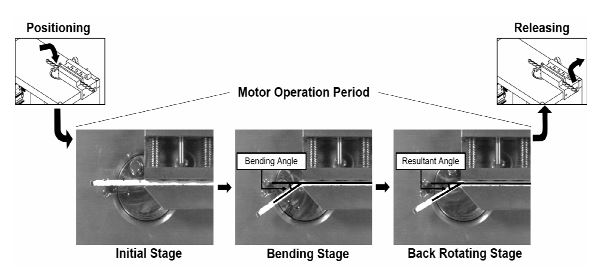 Positioning
Releasing
Motor Operation Period
Bending Angle
Resultant Angle
Initial Stage
Bending Stage
Back Rotating Stage